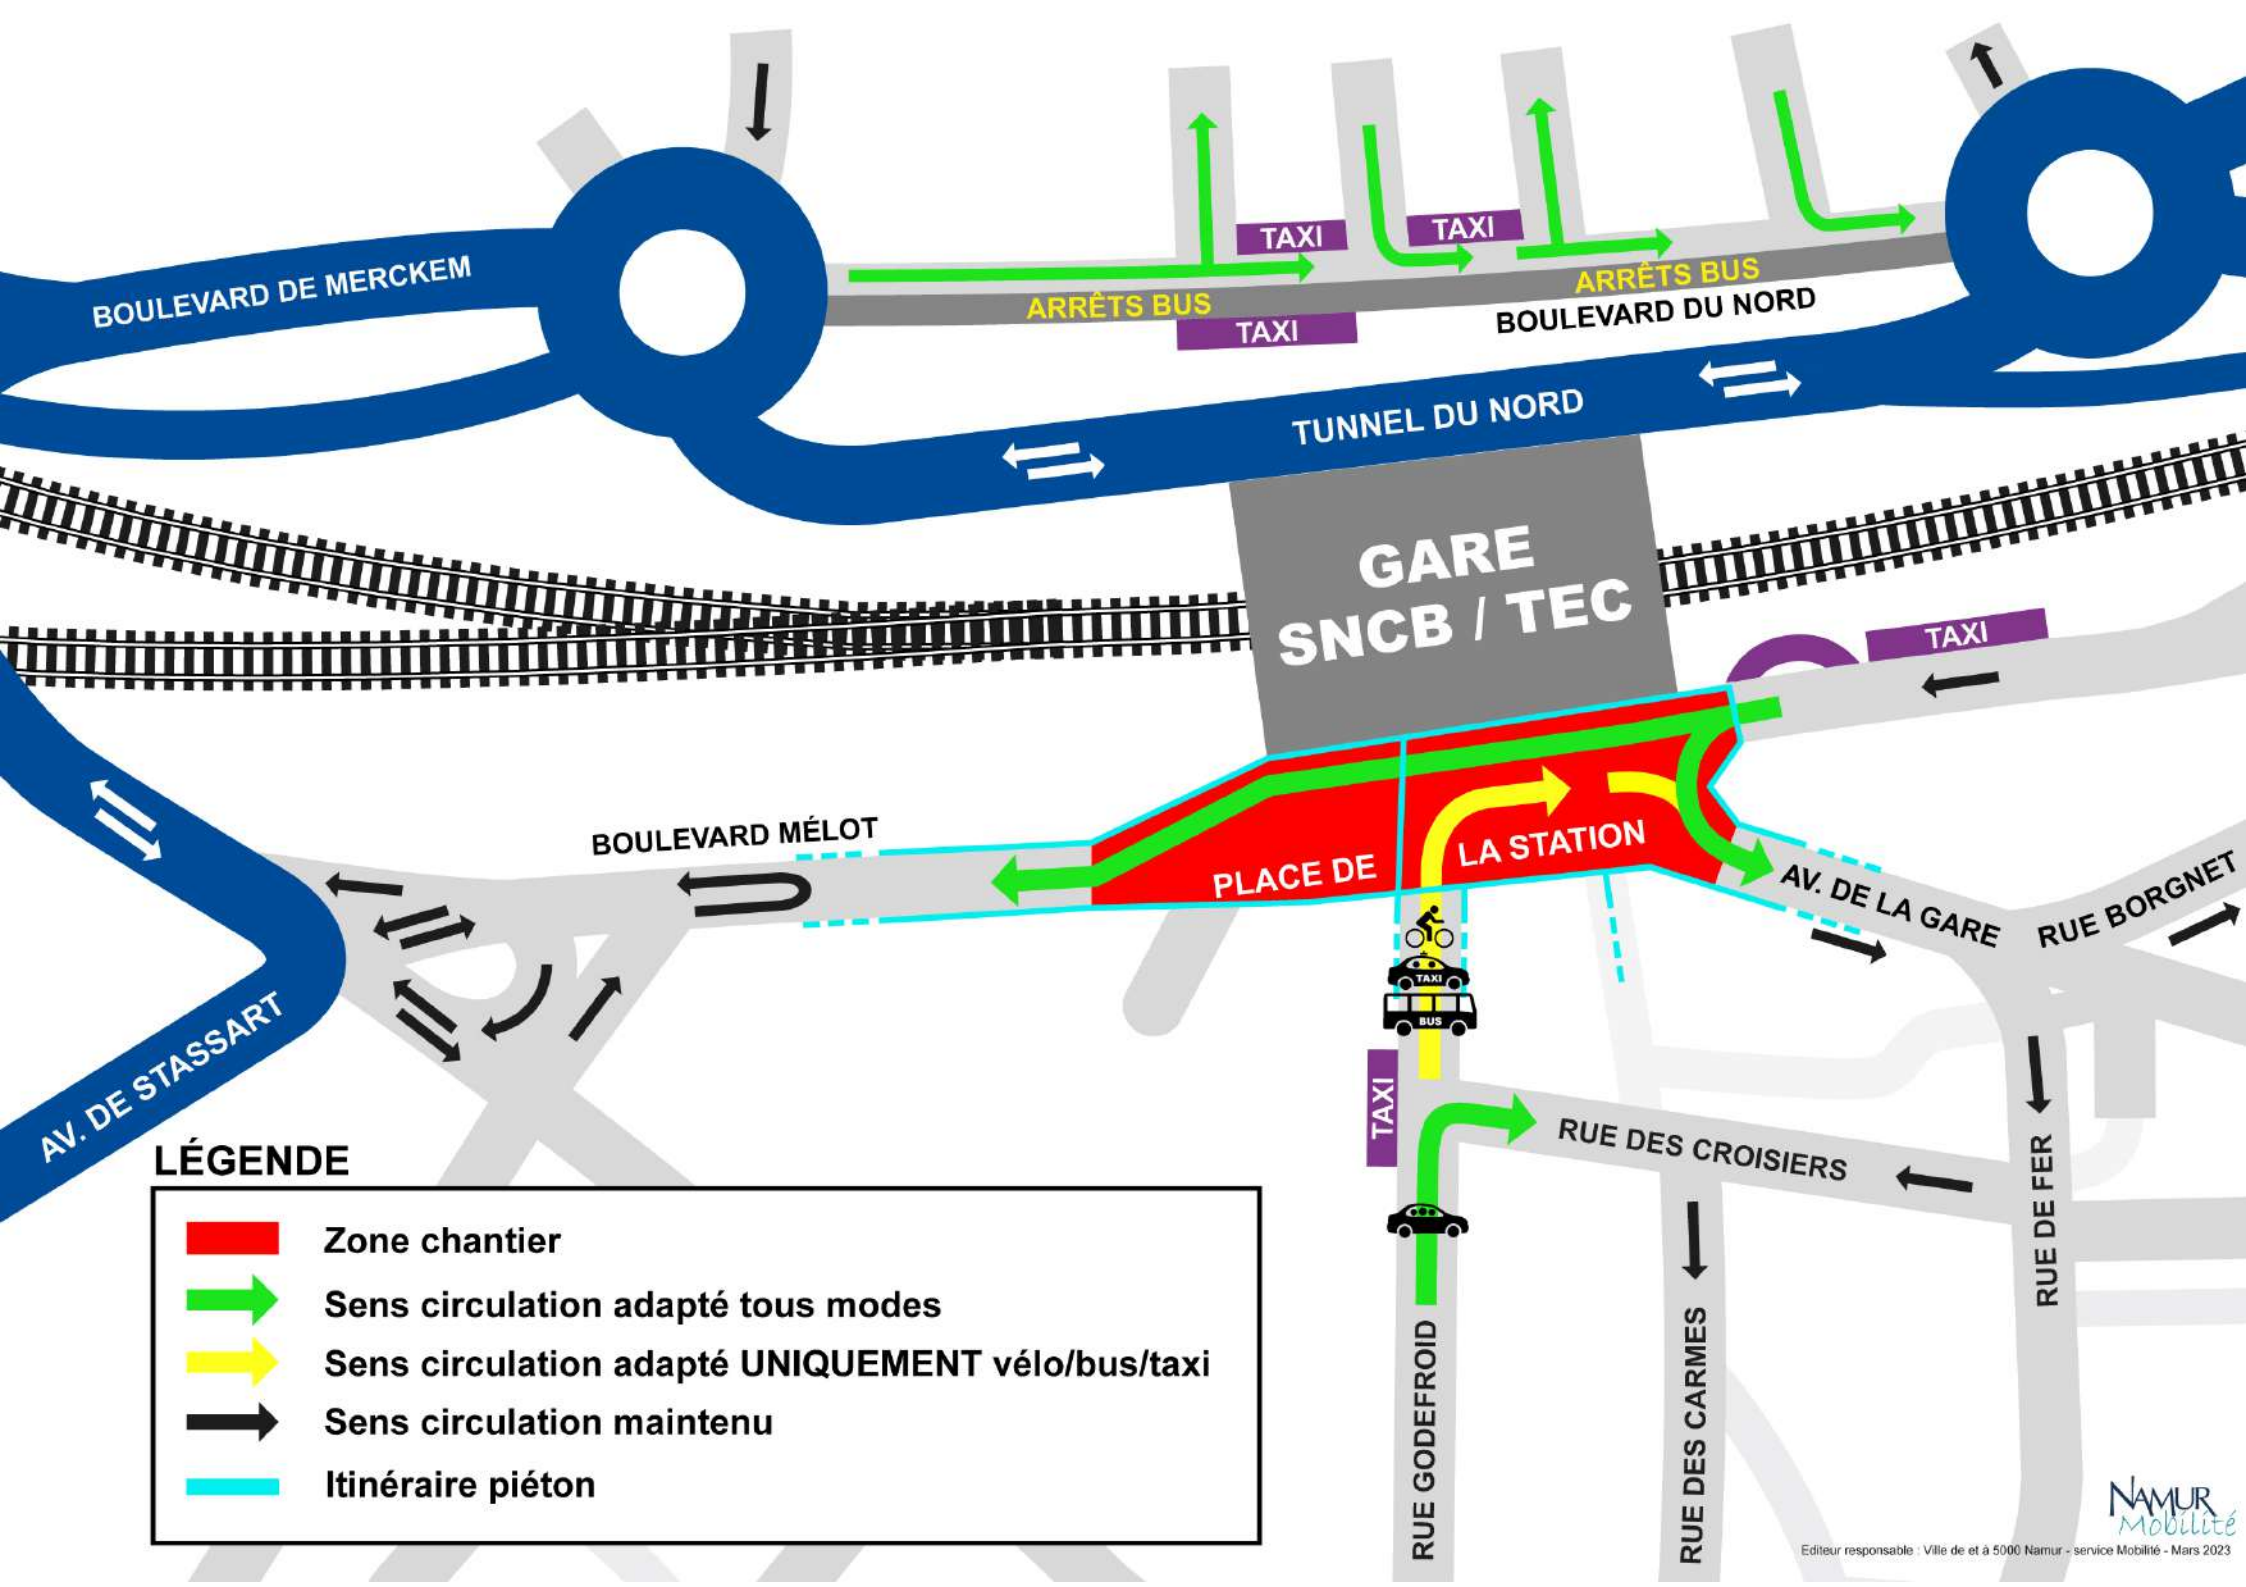 BOULEVARD DE MERCKEM
TAXI
TAXI
ARRÊTS BUS
ARRÊTS BUS
TAXI
BOULEVARD DU NORD
TUNNEL DU NORD
GARE
SNCB / TEC
TAXI
BOULEVARD MÉLOT
PLACE DE
LA STATION
AV. DE LA GARE
RUE BORGNET
TAXI
BUS
AV. DE STASSART
TAXI
RUE DES CROISIERS
RUE DE FER
RUE GODEFROID
RUE DES CARMES
LÉGENDE
Zone chantier
Sens circulation adapté tous modes
Sens circulation adapté UNIQUEMENT vélo/bus/taxi
Sens circulation maintenu
Itinéraire piéton
NAMUR
Mobilité
Editeur responsable : Ville de et à 5000 Namur - service Mobilité - Mars 2023